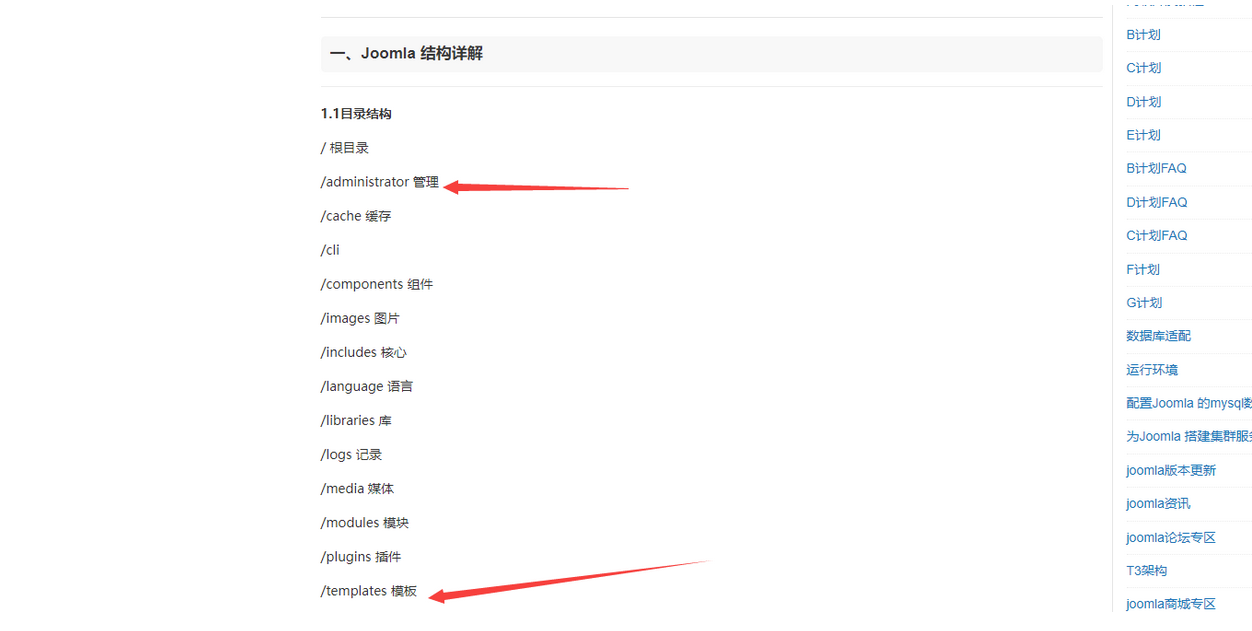 一、Joomla 结构详解
1.1目录结构
/ 根目录
/administrator 管理
/cache 缓存
/cli
/components 组件
/images 图片
/includes 核心
/language 语言
/libraries 库
/logs 记录
/media 媒体
/modules 模块
/plugins 插件
/templates 模板
B计划
C计划
D计划
E计划
B计划FAQ
D计划FAQ
C计划FAQ
F计划
G计划
数据库适配
运行环境
配置Joomla 的mysql数
为Joomla 搭建集群服务
joomla版本更新
joomla资讯
joomla论坛专区
T3架构
joomla商城专区